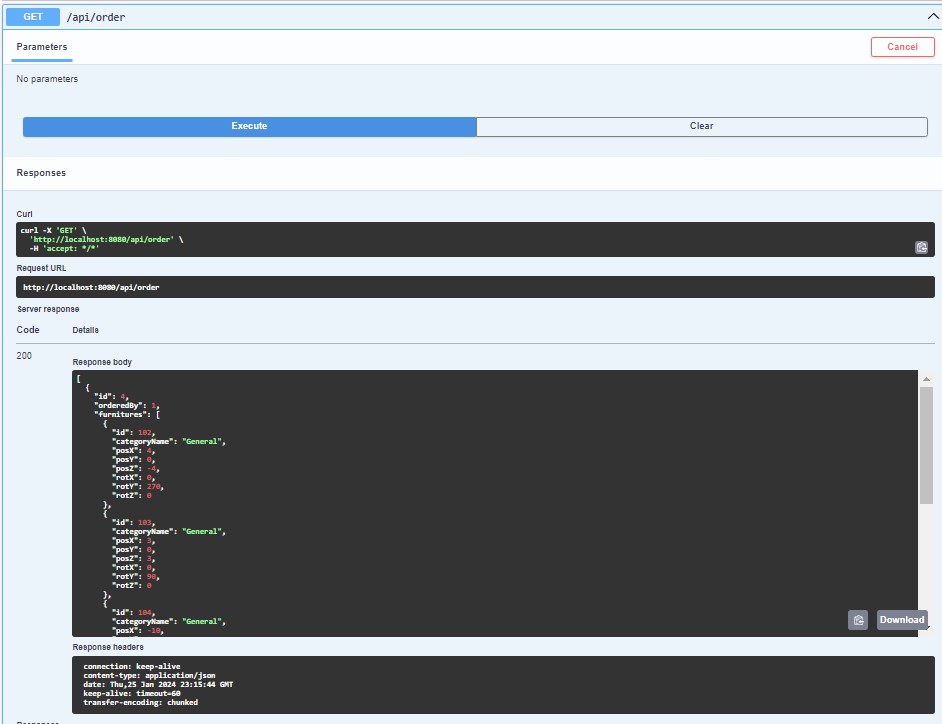 GET /api/order
Parameters
Cancel
No parameters
Execute
Clear
Responses
Curl
curl -X 'GET' \
'http://localhost:8080/api/order' \
-H 'accept: */*'
Request URL
http://localhost:8080/api/order
Server response
Code Details
200
Response body
[
{
"id": 4,
"orderedBy": 1,
"furnitures": [
{
"id": 102,
"categoryName": "General",
"posX": 4,
"posY": 0,
"posZ": -4,
"rotX": 0,
"rotY": 270,
"rotZ": 0
},
{
"id": 103,
"categoryName": "General",
"posX": 3,
"posY": 0,
"posZ": 3,
"rotX": 0,
"rotY": 90,
"rotZ": 0
},
{
"id": 104,
"categoryName": "General",
"posX": -10,
Download
Response headers
connection: keep-alive
content-type: application/json
date: Thu,25 Jan 2024 23:15:44 GMT
keep-alive: timeout=60
transfer-encoding: chunked